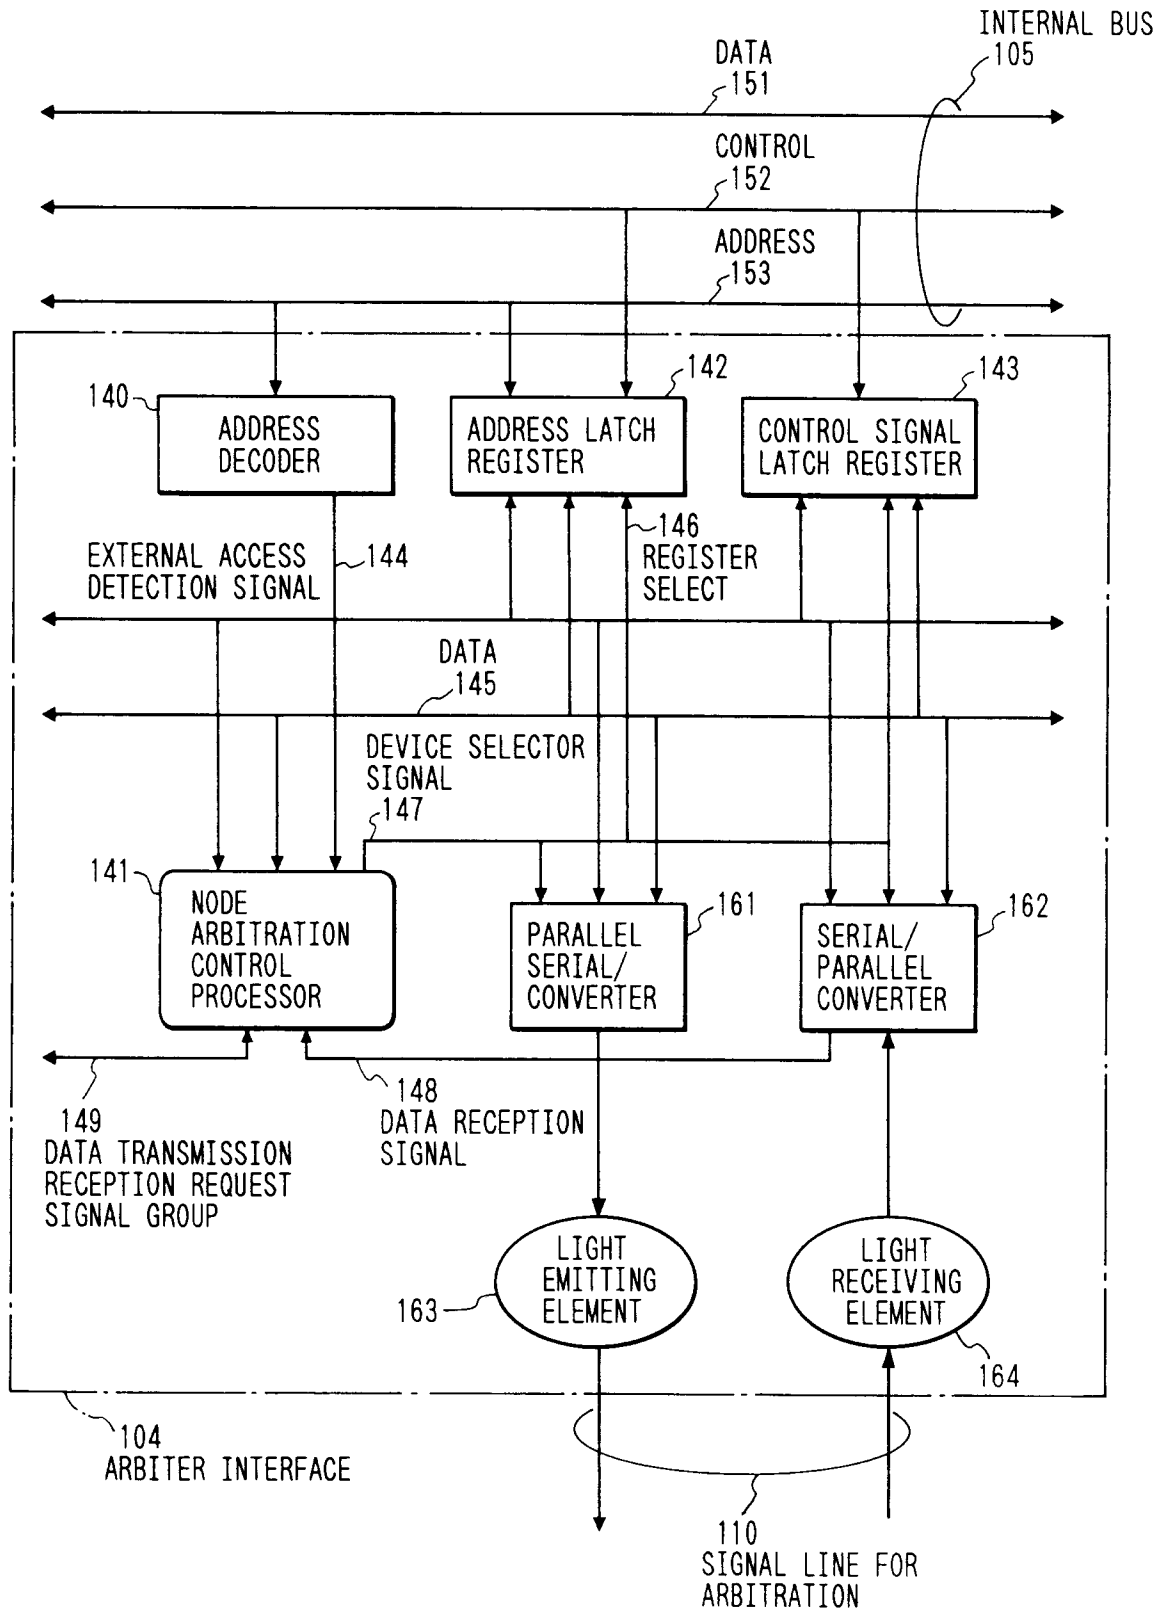 INTERNAL BUS
105
DATA
151
CONTROL
152
ADDRESS
153
140
ADDRESS
DECODER
142
ADDRESS LATCH
REGISTER
143
CONTROL SIGNAL
LATCH REGISTER
EXTERNAL ACCESS
DETECTION SIGNAL
144
146
REGISTER
SELECT
DATA
145
DEVICE SELECTOR
SIGNAL
147
141
NODE
ARBITRATION
CONTROL
PROCESSOR
161
PARALLEL
SERIAL/
CONVERTER
162
SERIAL/
PARALLEL
CONVERTER
149
DATA TRANSMISSION
RECEPTION REQUEST
SIGNAL GROUP
148
DATA RECEPTION
SIGNAL
LIGHT
EMITTING
ELEMENT
163
LIGHT
RECEIVING
ELEMENT
164
104
ARBITER INTERFACE
110
SIGNAL LINE FOR
ARBITRATION